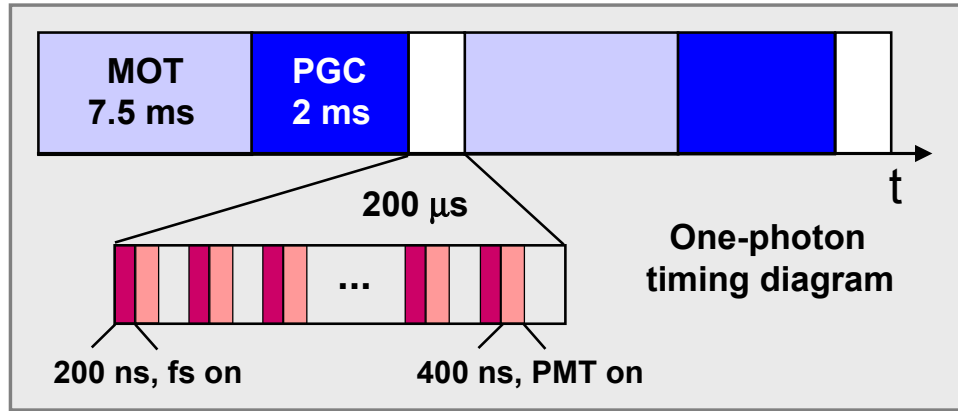 MOT
7.5 ms
PGC
2 ms
t
200 μs
One-photon
timing diagram
...
200 ns, fs on
400 ns, PMT on